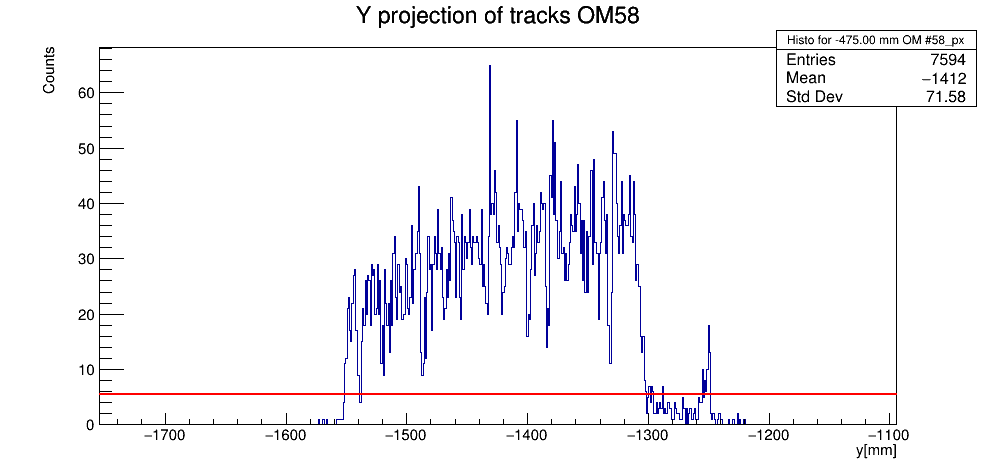 Y projection of tracks OM58
Histo for -475.00 mm OM #58_px
Entries 7594
Mean −1412
Std Dev 71.58
Counts
60
50
40
30
20
10
0
−1700 −1600 −1500 −1400 −1300 −1200 −1100
y[mm]